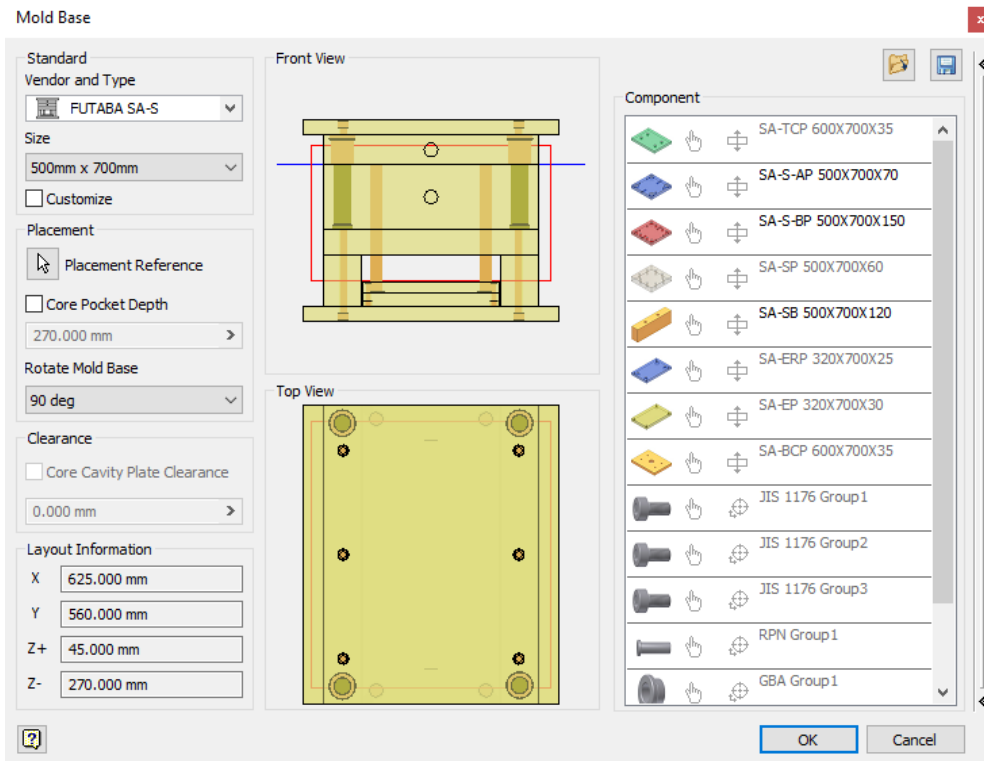 Mold Base
x
Standard
Vendor and Type
FUTABA SA-S
Size
500mm x 700mm
Customize
Placement
Placement Reference
Core Pocket Depth
270.000 mm
>
Rotate Mold Base
90 deg
Clearance
Core Cavity Plate Clearance
0.000 mm
>
Layout Information
X 625.000 mm
Y 560.000 mm
Z+ 45.000 mm
Z- 270.000 mm
?
Front View
Top View
Component
SA-TCP 600X700X35
SA-S-AP 500X700X70
SA-S-BP 500X700X150
SA-SP 500X700X60
SA-SB 500X700X120
SA-ERP 320X700X25
SA-EP 320X700X30
SA-BCP 600X700X35
JIS 1176 Group1
JIS 1176 Group2
JIS 1176 Group3
RPN Group1
GBA Group1
OK
Cancel